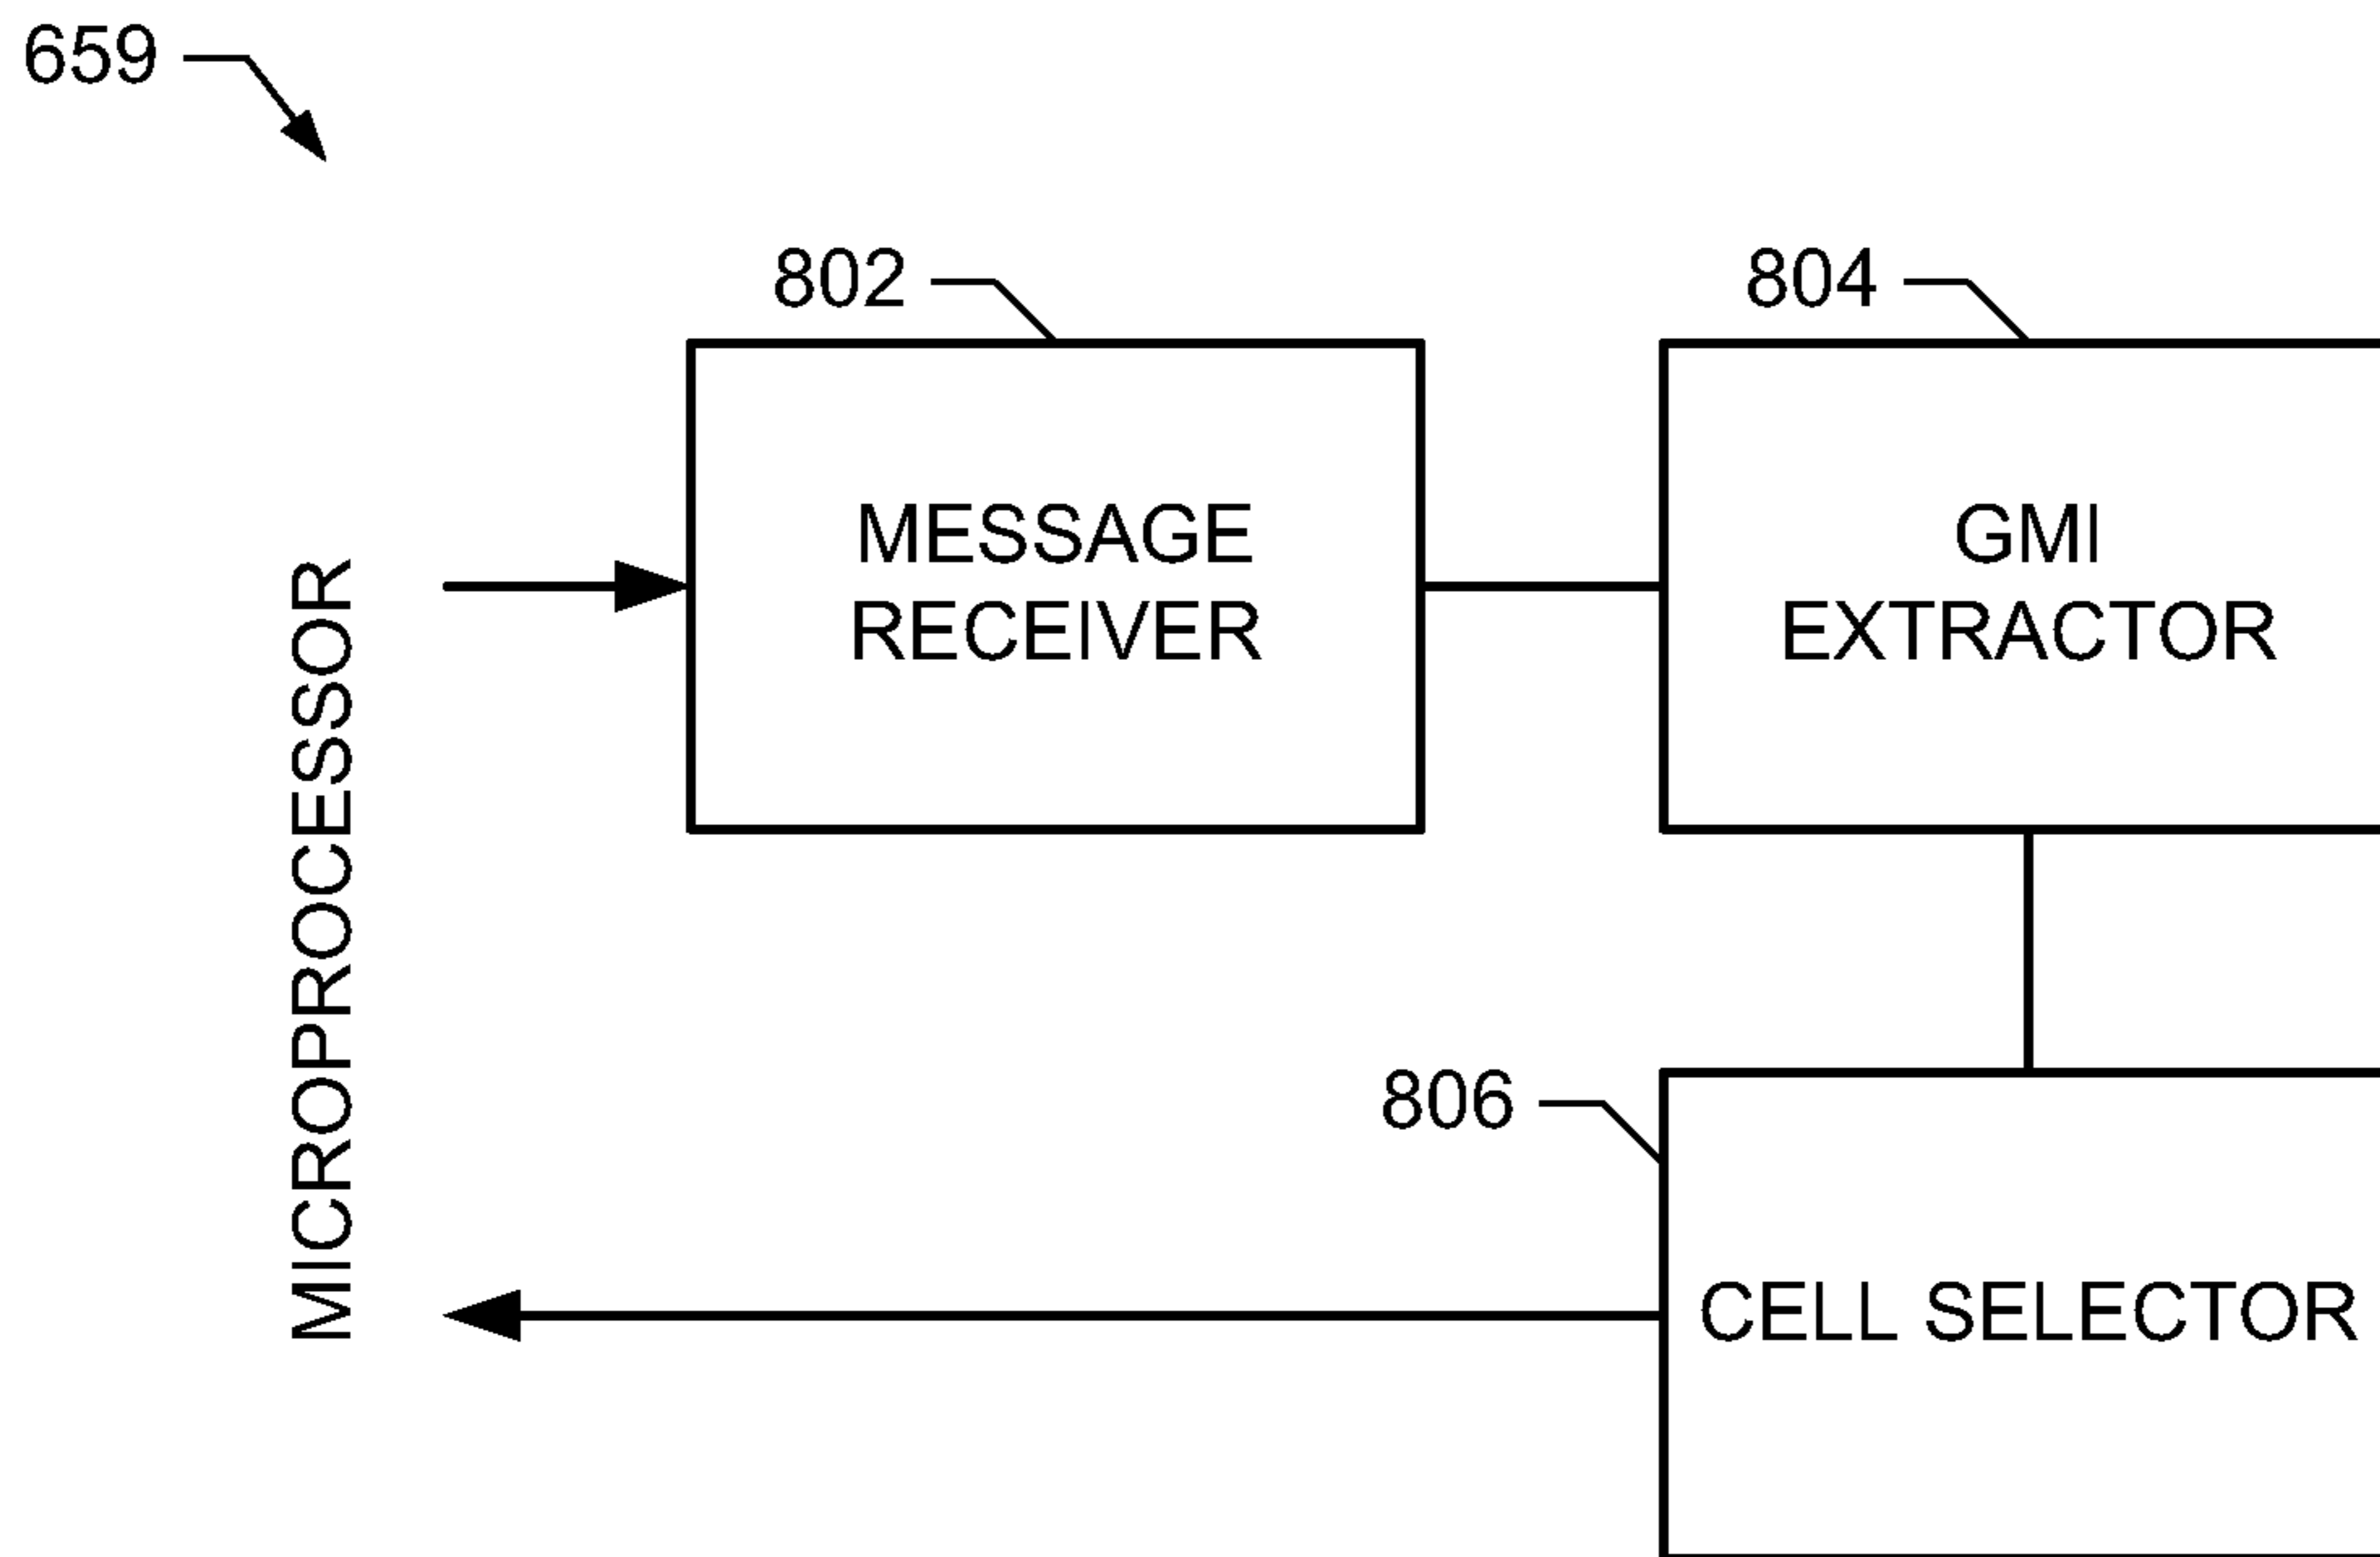 659
802
804
MESSAGE
RECEIVER
GMI
EXTRACTOR
MICROPROCESSOR
806
CELL SELECTOR